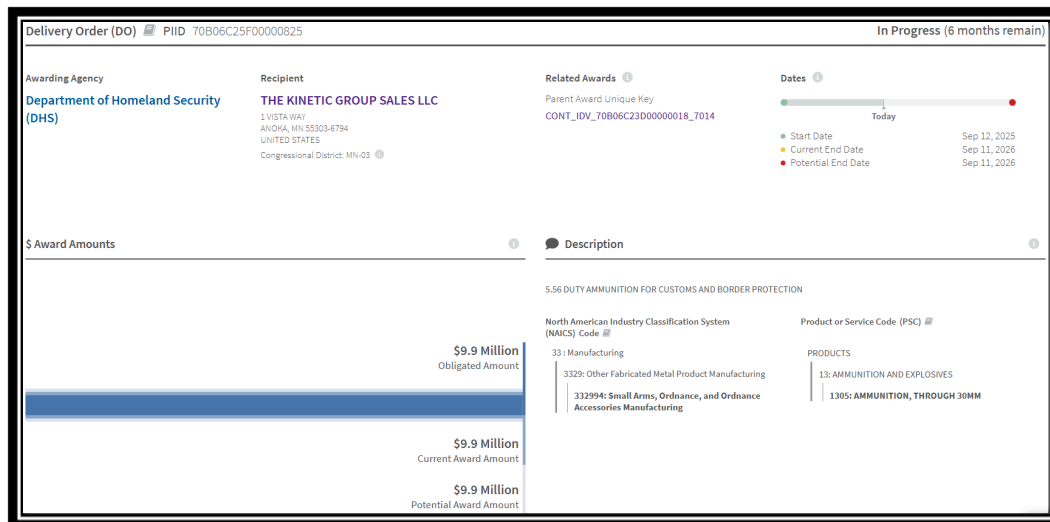 Delivery Order (DO) PIID 70B06C25F00000825
In Progress (6 months remain)
Awarding Agency
Department of Homeland Security
(DHS)
Recipient
THE KINETIC GROUP SALES LLC
1 VISTA WAY
ANOKA, MN 55303-6794
UNITED STATES
Congressional District: MN-03
Related Awards
Parent Award Unique Key
CONT_IDV_70B06C23D00000018_7014
Dates
Today
Start Date Sep 12, 2025
Current End Date Sep 11, 2026
Potential End Date Sep 11, 2026
$ Award Amounts
$9.9 Million
Obligated Amount
$9.9 Million
Current Award Amount
$9.9 Million
Potential Award Amount
Description
5.56 DUTY AMMUNITION FOR CUSTOMS AND BORDER PROTECTION
North American Industry Classification System
(NAICS) Code
33 : Manufacturing
3329: Other Fabricated Metal Product Manufacturing
332994: Small Arms, Ordnance, and Ordnance
Accessories Manufacturing
Product or Service Code (PSC)
PRODUCTS
13: AMMUNITION AND EXPLOSIVES
1305: AMMUNITION, THROUGH 30MM